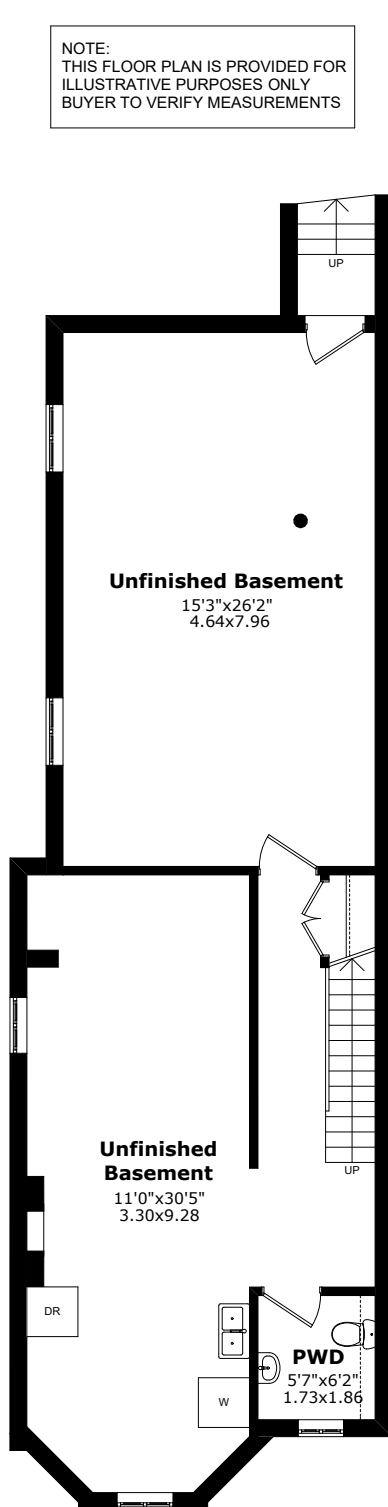 NOTE:
THIS FLOOR PLAN IS PROVIDED FOR
ILLUSTRATIVE PURPOSES ONLY
BUYER TO VERIFY MEASUREMENTS
UP
Unfinished Basement
15'3"x26'2"
4.64x7.96
Unfinished
Basement
11'0"x30'5"
3.30x9.28
UP
DR
W
PWD
5'7"x6'2"
1.73x1.86